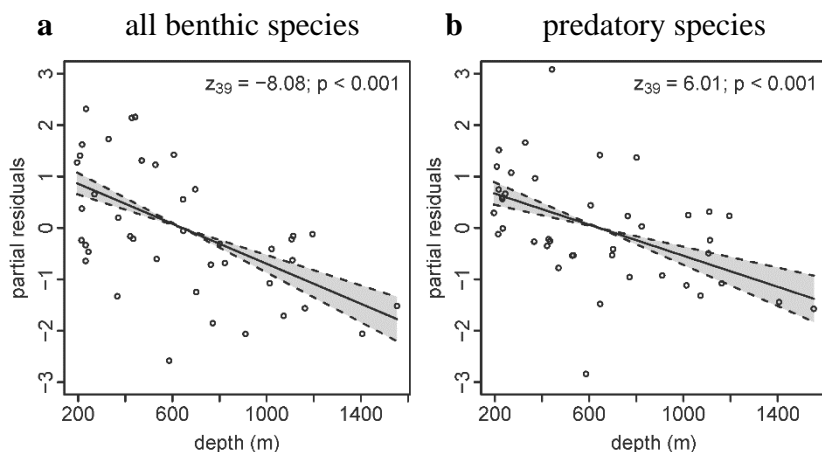 a all benthic species
b predatory species
z39 = −8.08; p < 0.001
z39 = 6.01; p < 0.001
partial residuals
3
2
1
0
−1
−2
−3
200 600 1000 1400
depth (m)
partial residuals
3
2
1
0
−1
−2
−3
200 600 1000 1400
depth (m)